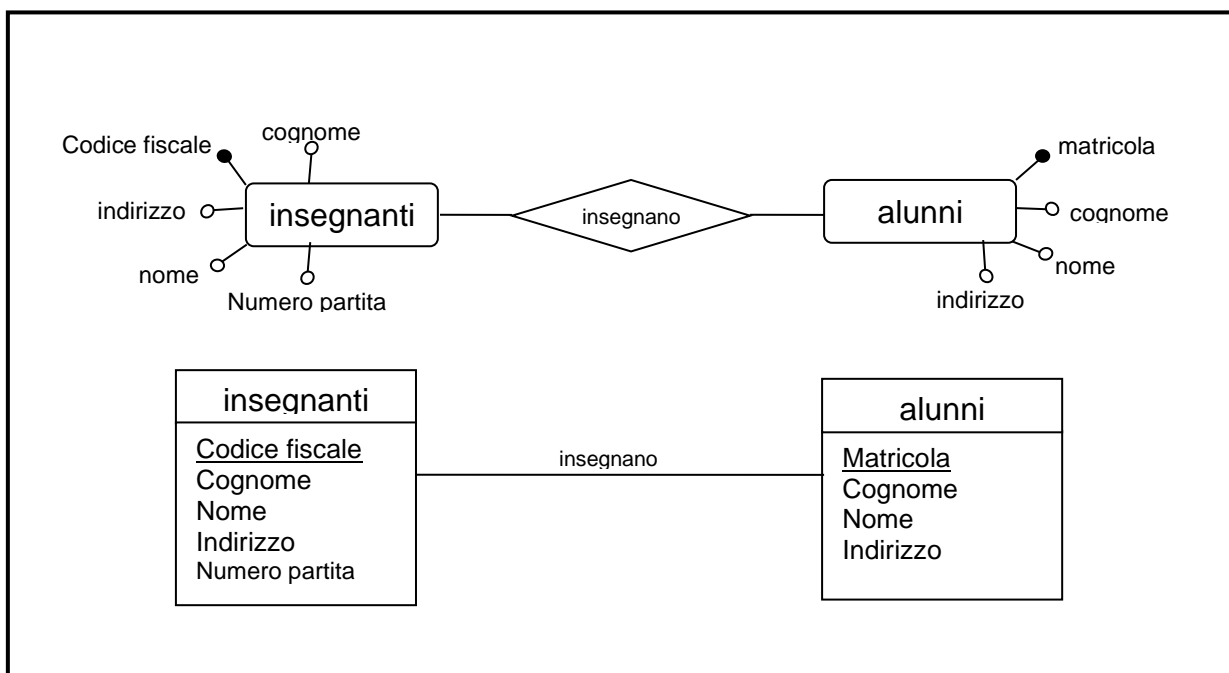 cognome
Codice fiscale
matricola
indirizzo
insegnanti
insegnano
alunni
cognome
nome
nome
Numero partita
indirizzo
insegnanti
Codice fiscale
Cognome
Nome
Indirizzo
Numero partita
insegnano
alunni
Matricola
Cognome
Nome
Indirizzo